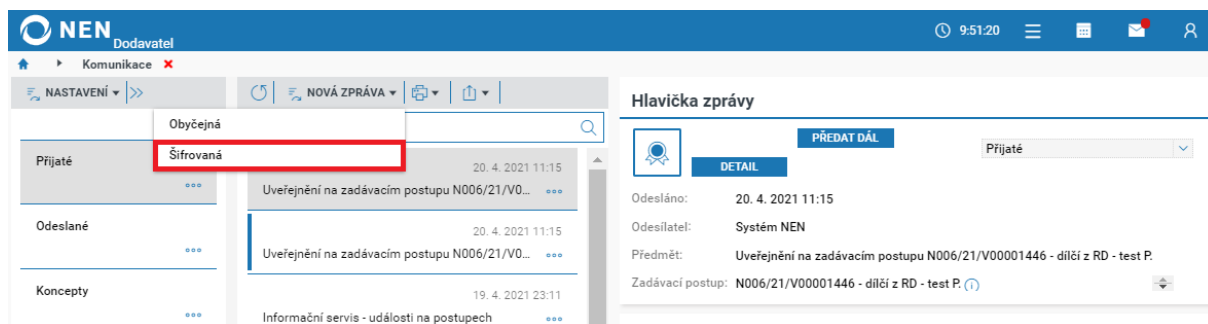 NEN Dodavatel
9:51:20
Komunikace
NASTAVENÍ
NOVÁ ZPRÁVA
Obyčejná
Šifrovaná
Přijaté
Odeslané
Koncepty
20. 4. 2021 11:15
Uveřejnění na zadávacím postupu N006/21/V0...
20. 4. 2021 11:15
Uveřejnění na zadávacím postupu N006/21/V0...
19. 4. 2021 23:11
Informační servis - události na postupech
Hlavička zprávy
PŘEDAT DÁL
Přijaté
DETAIL
Odesláno: 20. 4. 2021 11:15
Odesílatel: Systém NEN
Předmět: Uveřejnění na zadávacím postupu N006/21/V00001446 - dílčí z RD - test P.
Zadávací postup: N006/21/V00001446 - dílčí z RD - test P.